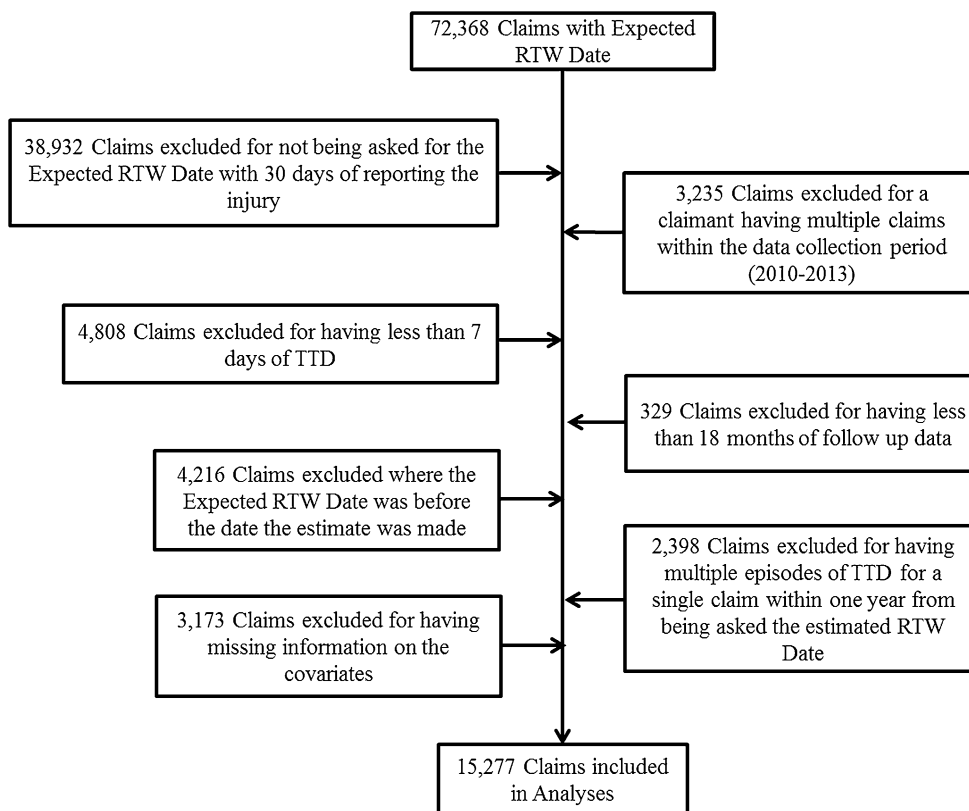 72,368 Claims with Expected
RTW Date
38,932 Claims excluded for not being asked for the
Expected RTW Date with 30 days of reporting the
injury
3,235 Claims excluded for a
claimant having multiple claims
within the data collection period
(2010-2013)
4,808 Claims excluded for having less than 7
days of TTD
329 Claims excluded for having less
than 18 months of follow up data
4,216 Claims excluded where the
Expected RTW Date was before
the date the estimate was made
2,398 Claims excluded for having
multiple episodes of TTD for a
single claim within one year from
being asked the estimated RTW
Date
3,173 Claims excluded for having
missing information on the
covariates
15,277 Claims included
in Analyses